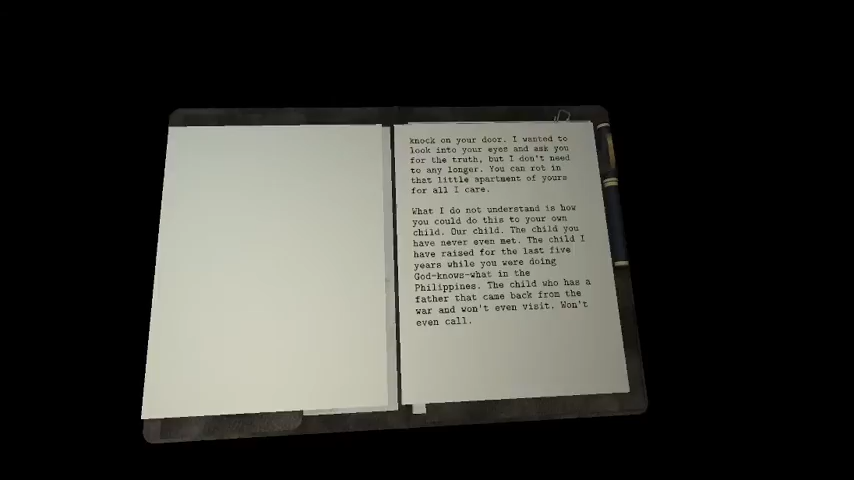 knock on your door. I wanted to
look into your eyes and ask you
for the truth, but I don't need
to any longer. You can rot in
that little apartment of yours
for all I care.
What I do not understand is how
you could do this to your own
child. Our child. The child you
have never even met. The child I
have raised for the last five
years while you were doing
God-knows-what in the
Philippines. The child who has a
father that came back from the
war and won't even visit. Won't
even call.